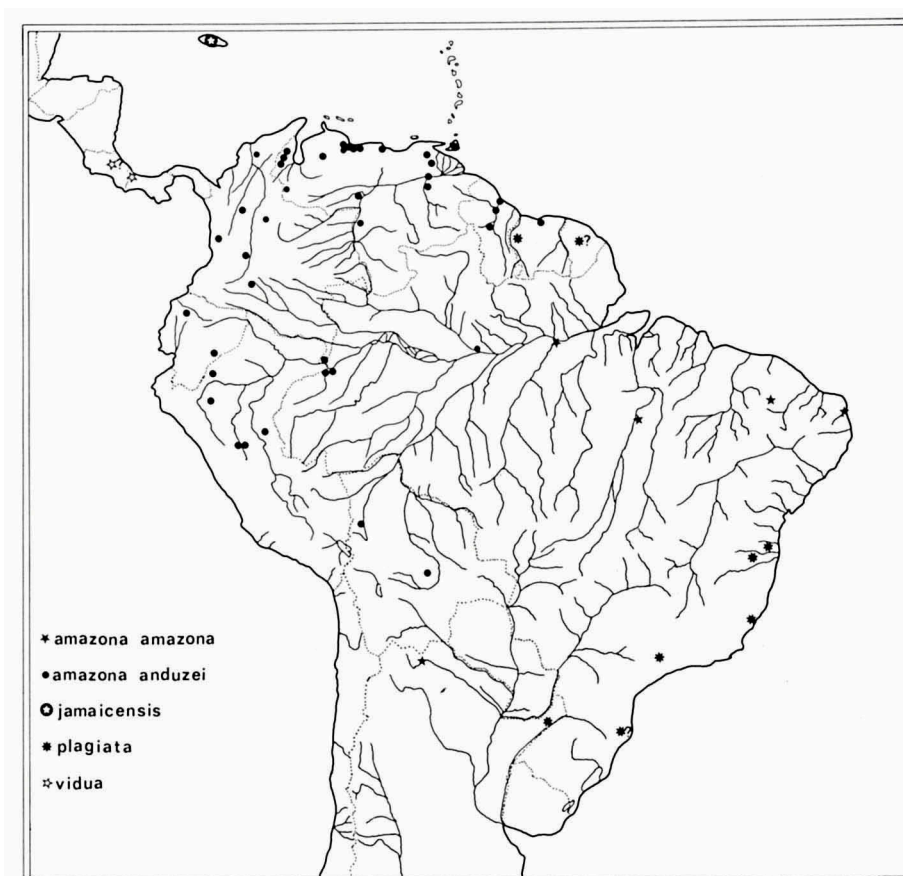 ?
?
?
★ amazona amazona
● amazona anduzei
✪ jamaicensis
✸ plagiata
☆ vidua